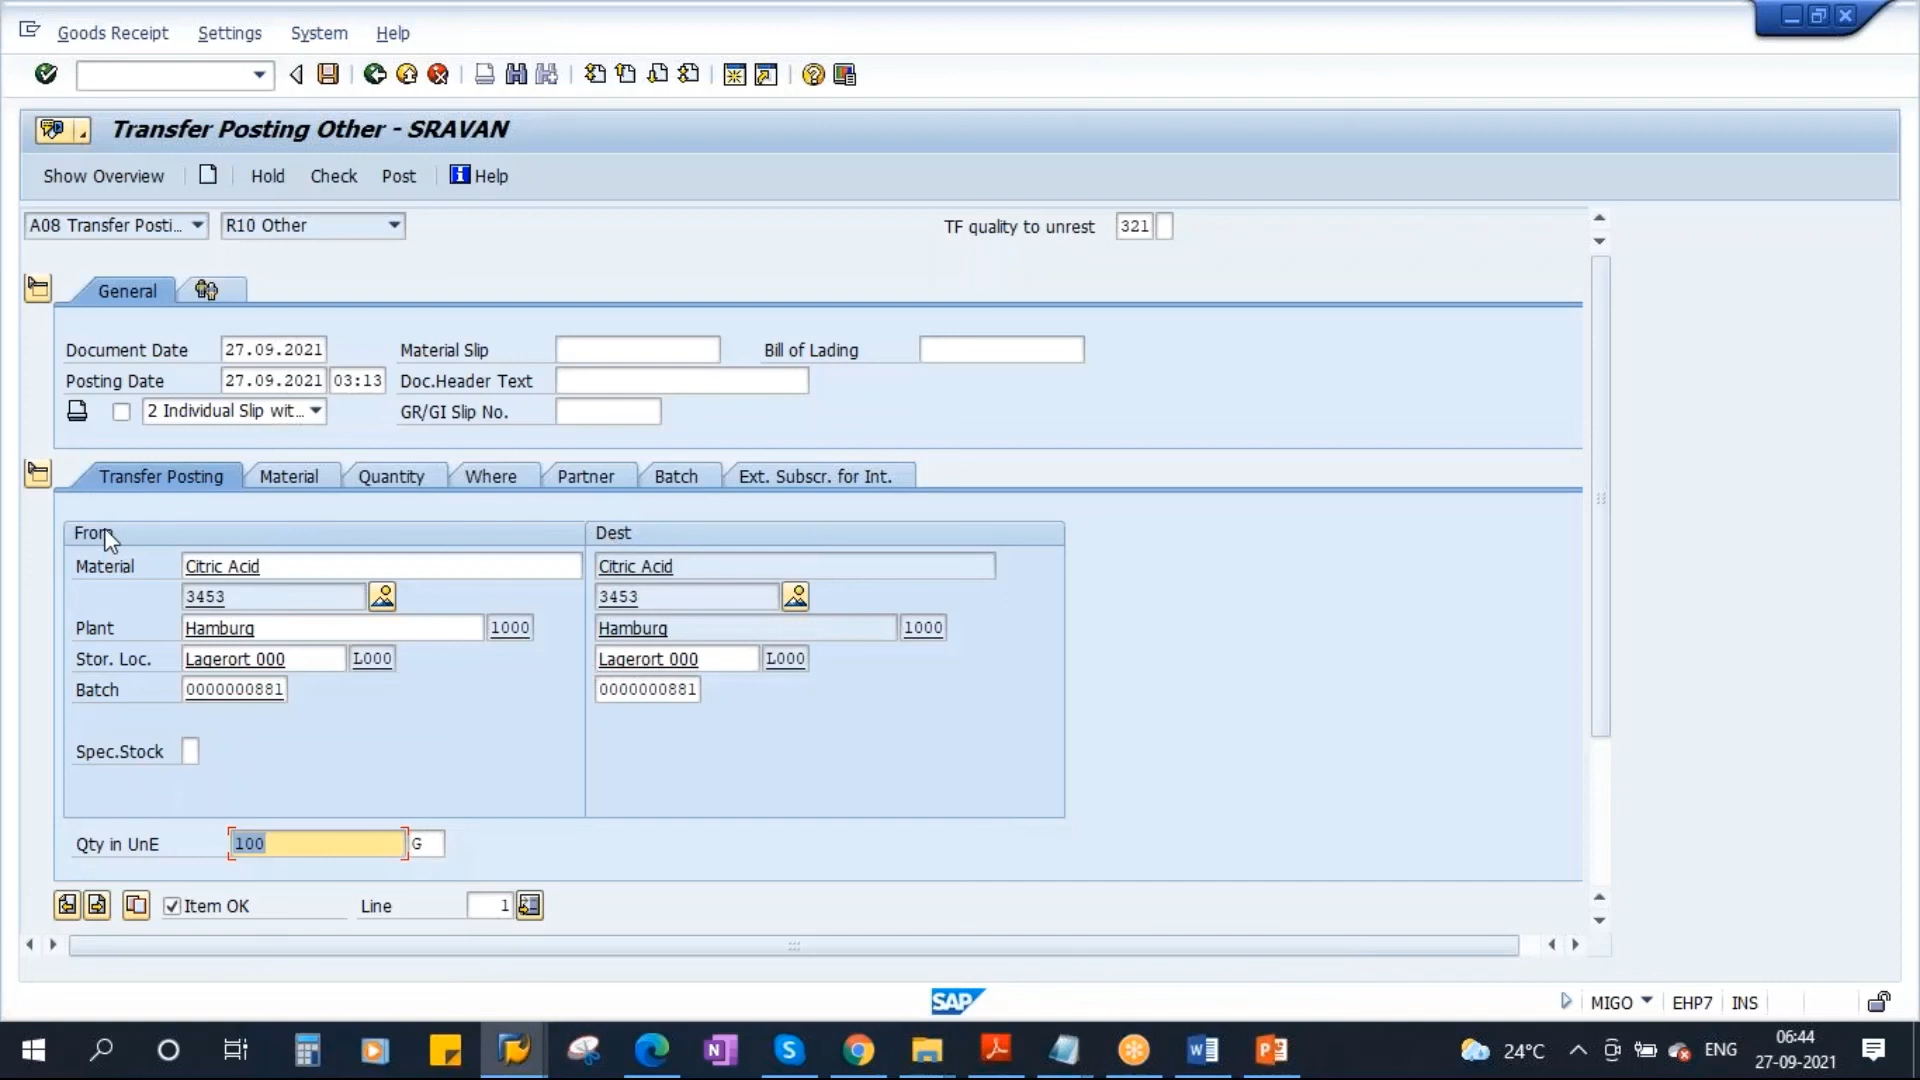 Goods Receipt Settings System Help
Transfer Posting Other - SRAVAN
Show Overview Hold Check Post Help
A08 Transfer Posti... R10 Other TF quality to unrest 321
General
Document Date 27.09.2021 Material Slip Bill of Lading
Posting Date 27.09.2021 03:13 Doc.Header Text
2 Individual Slip wit... GR/GI Slip No.
Transfer Posting Material Quantity Where Partner Batch Ext. Subscr. for Int.
From Dest
Material Citric Acid Citric Acid
3453 3453
Plant Hamburg 1000 Hamburg 1000
Stor. Loc. Lagerort 000 L000 Lagerort 000 L000
Batch 0000000881 0000000881
Spec.Stock
Qty in UnE 100 G
Item OK Line 1
SAP MIGO EHP7 INS
24°C ENG 06:44
27-09-2021